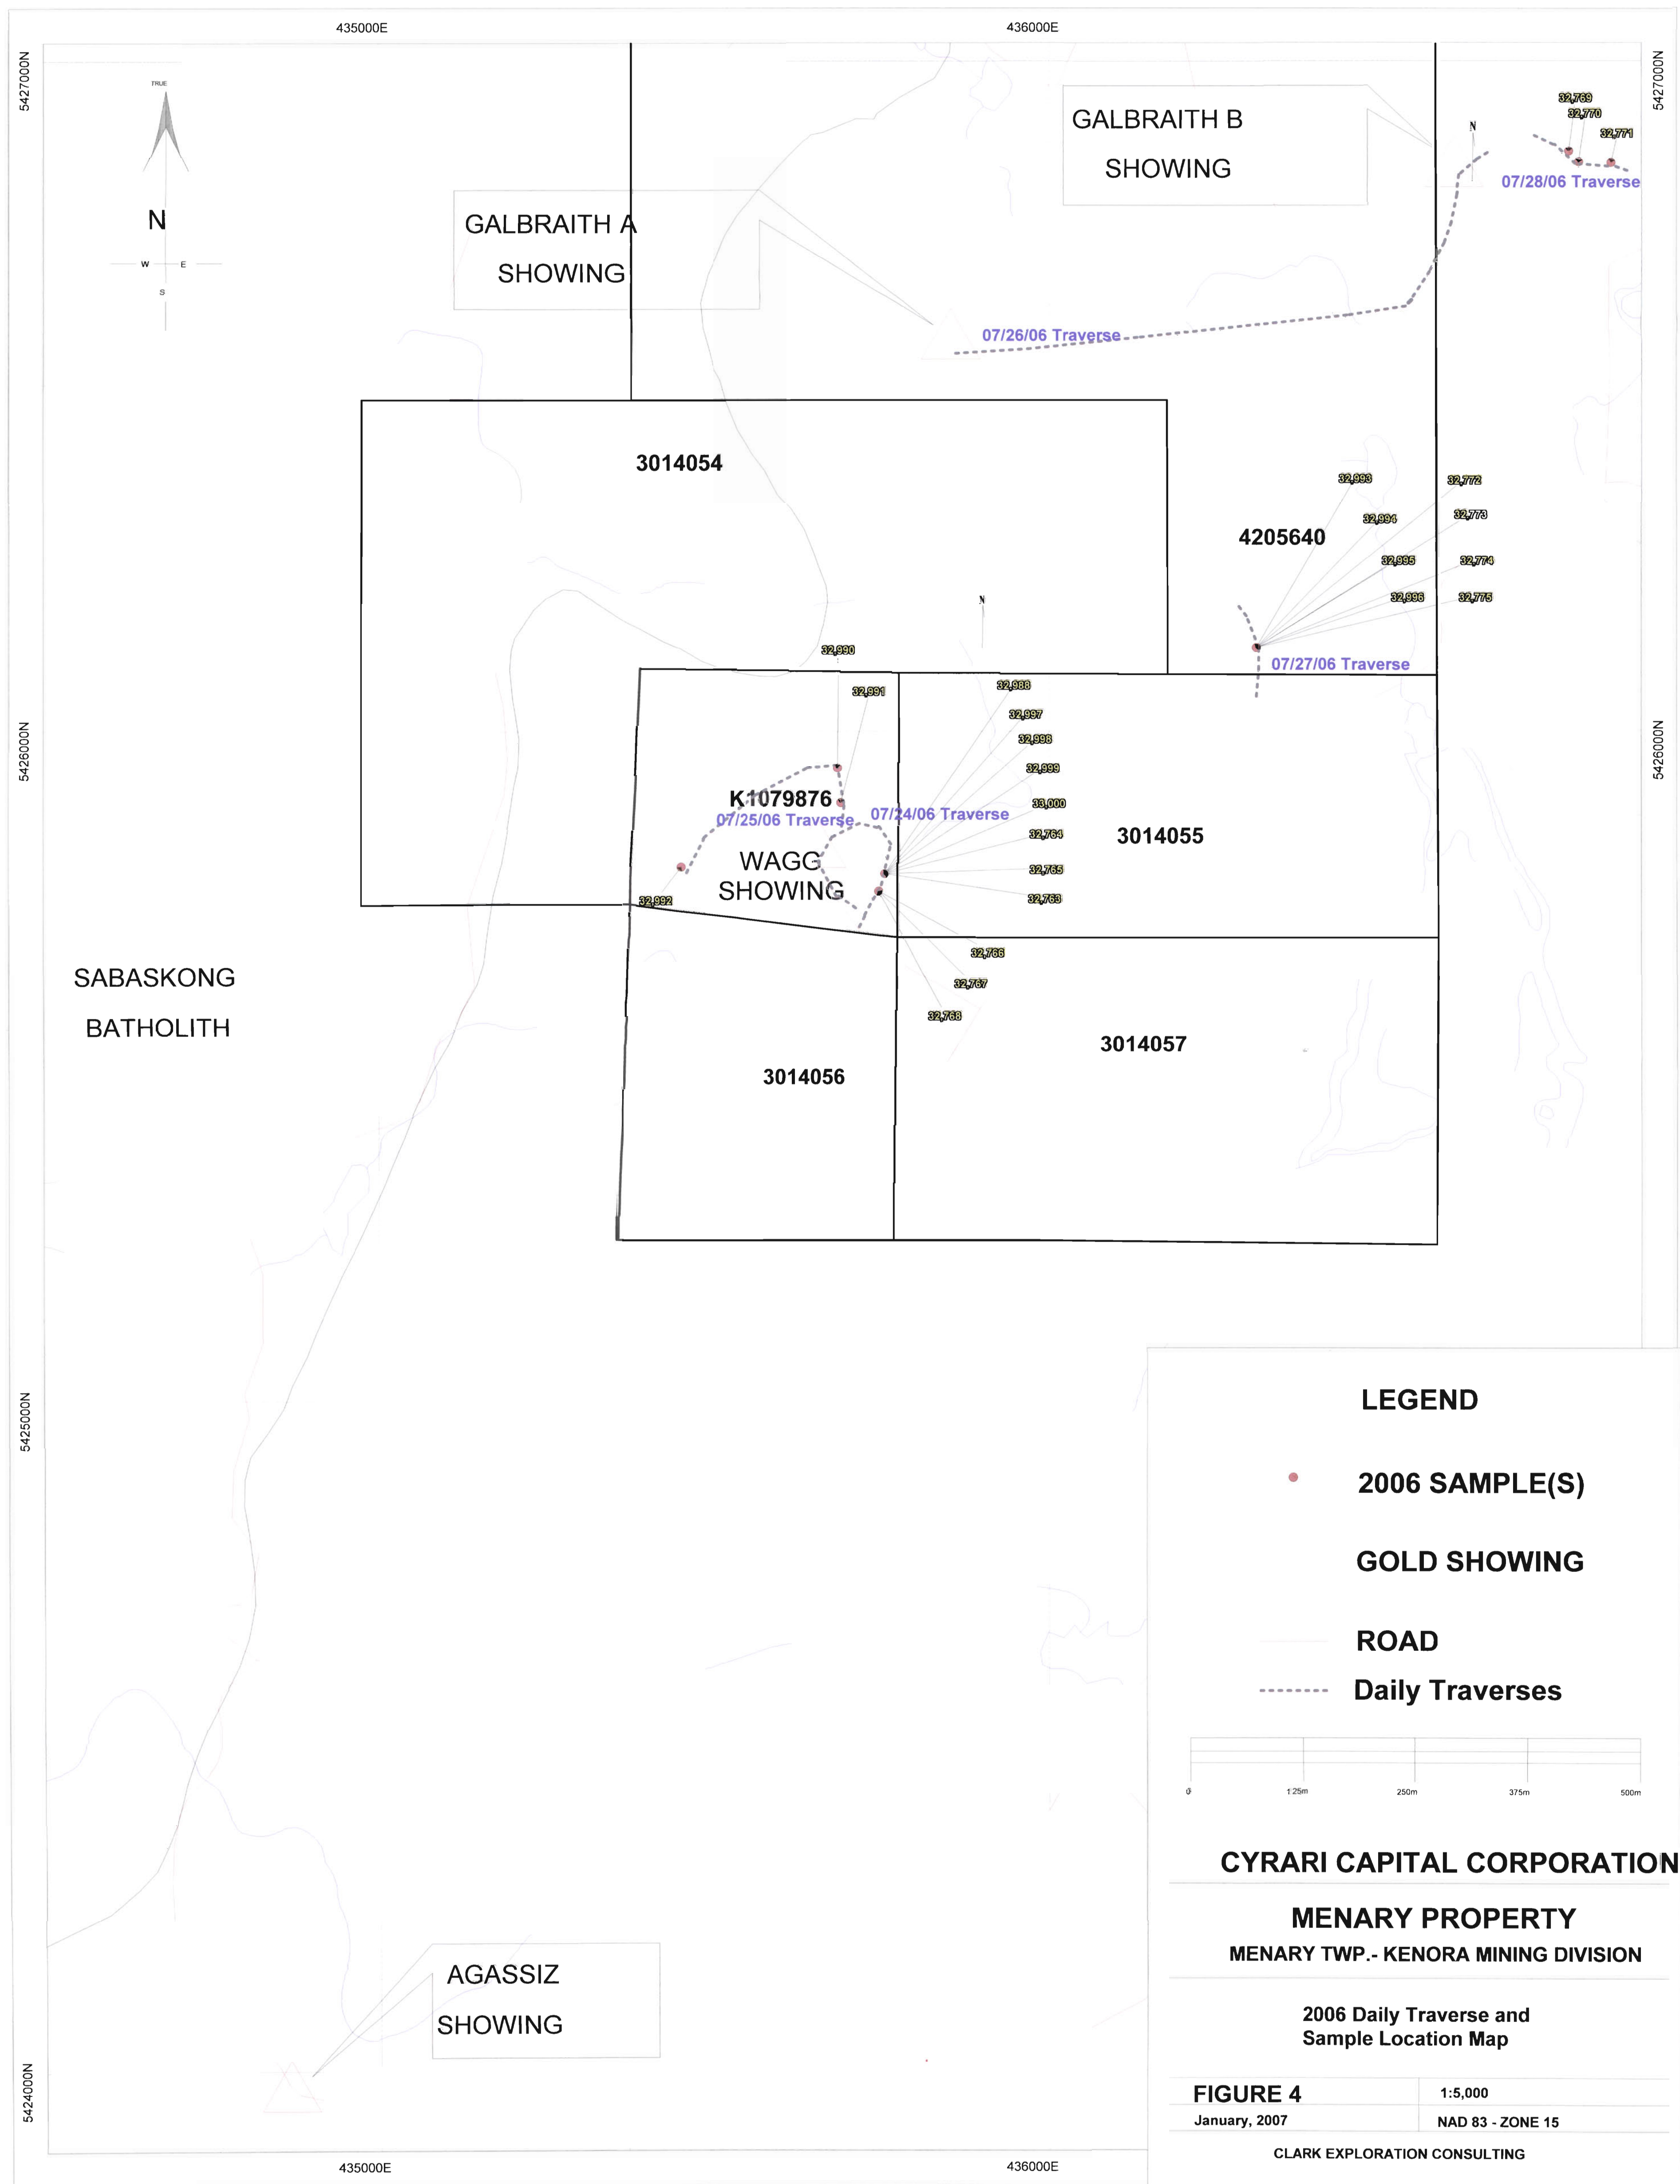 435000E
436000E
5427000N
5427000N
TRUE
N
W
E
S
GALBRAITH A
SHOWING
GALBRAITH B
SHOWING
N
32,769
32,770
32,771
07/28/06 Traverse
07/26/06 Traverse
3014054
4205640
32,993
32,994
32,995
32,996
32,772
32,773
32,774
32,775
07/27/06 Traverse
N
32,990
32,991
5426000N
5426000N
K1079876
07/25/06 Traverse
07/24/06 Traverse
WAGG
SHOWING
32,992
32,988
32,997
32,998
32,999
33,000
32,764
32,765
32,763
3014055
32,766
32,767
32,768
SABASKONG
BATHOLITH
3014056
3014057
5425000N
AGASSIZ
SHOWING
5424000N
435000E
436000E
LEGEND
2006 SAMPLE(S)
GOLD SHOWING
ROAD
Daily Traverses
0
125m
250m
375m
500m
CYRARI CAPITAL CORPORATION
MENARY PROPERTY
MENARY TWP.- KENORA MINING DIVISION
2006 Daily Traverse and
Sample Location Map
FIGURE 4
1:5,000
January, 2007
NAD 83 - ZONE 15
CLARK EXPLORATION CONSULTING